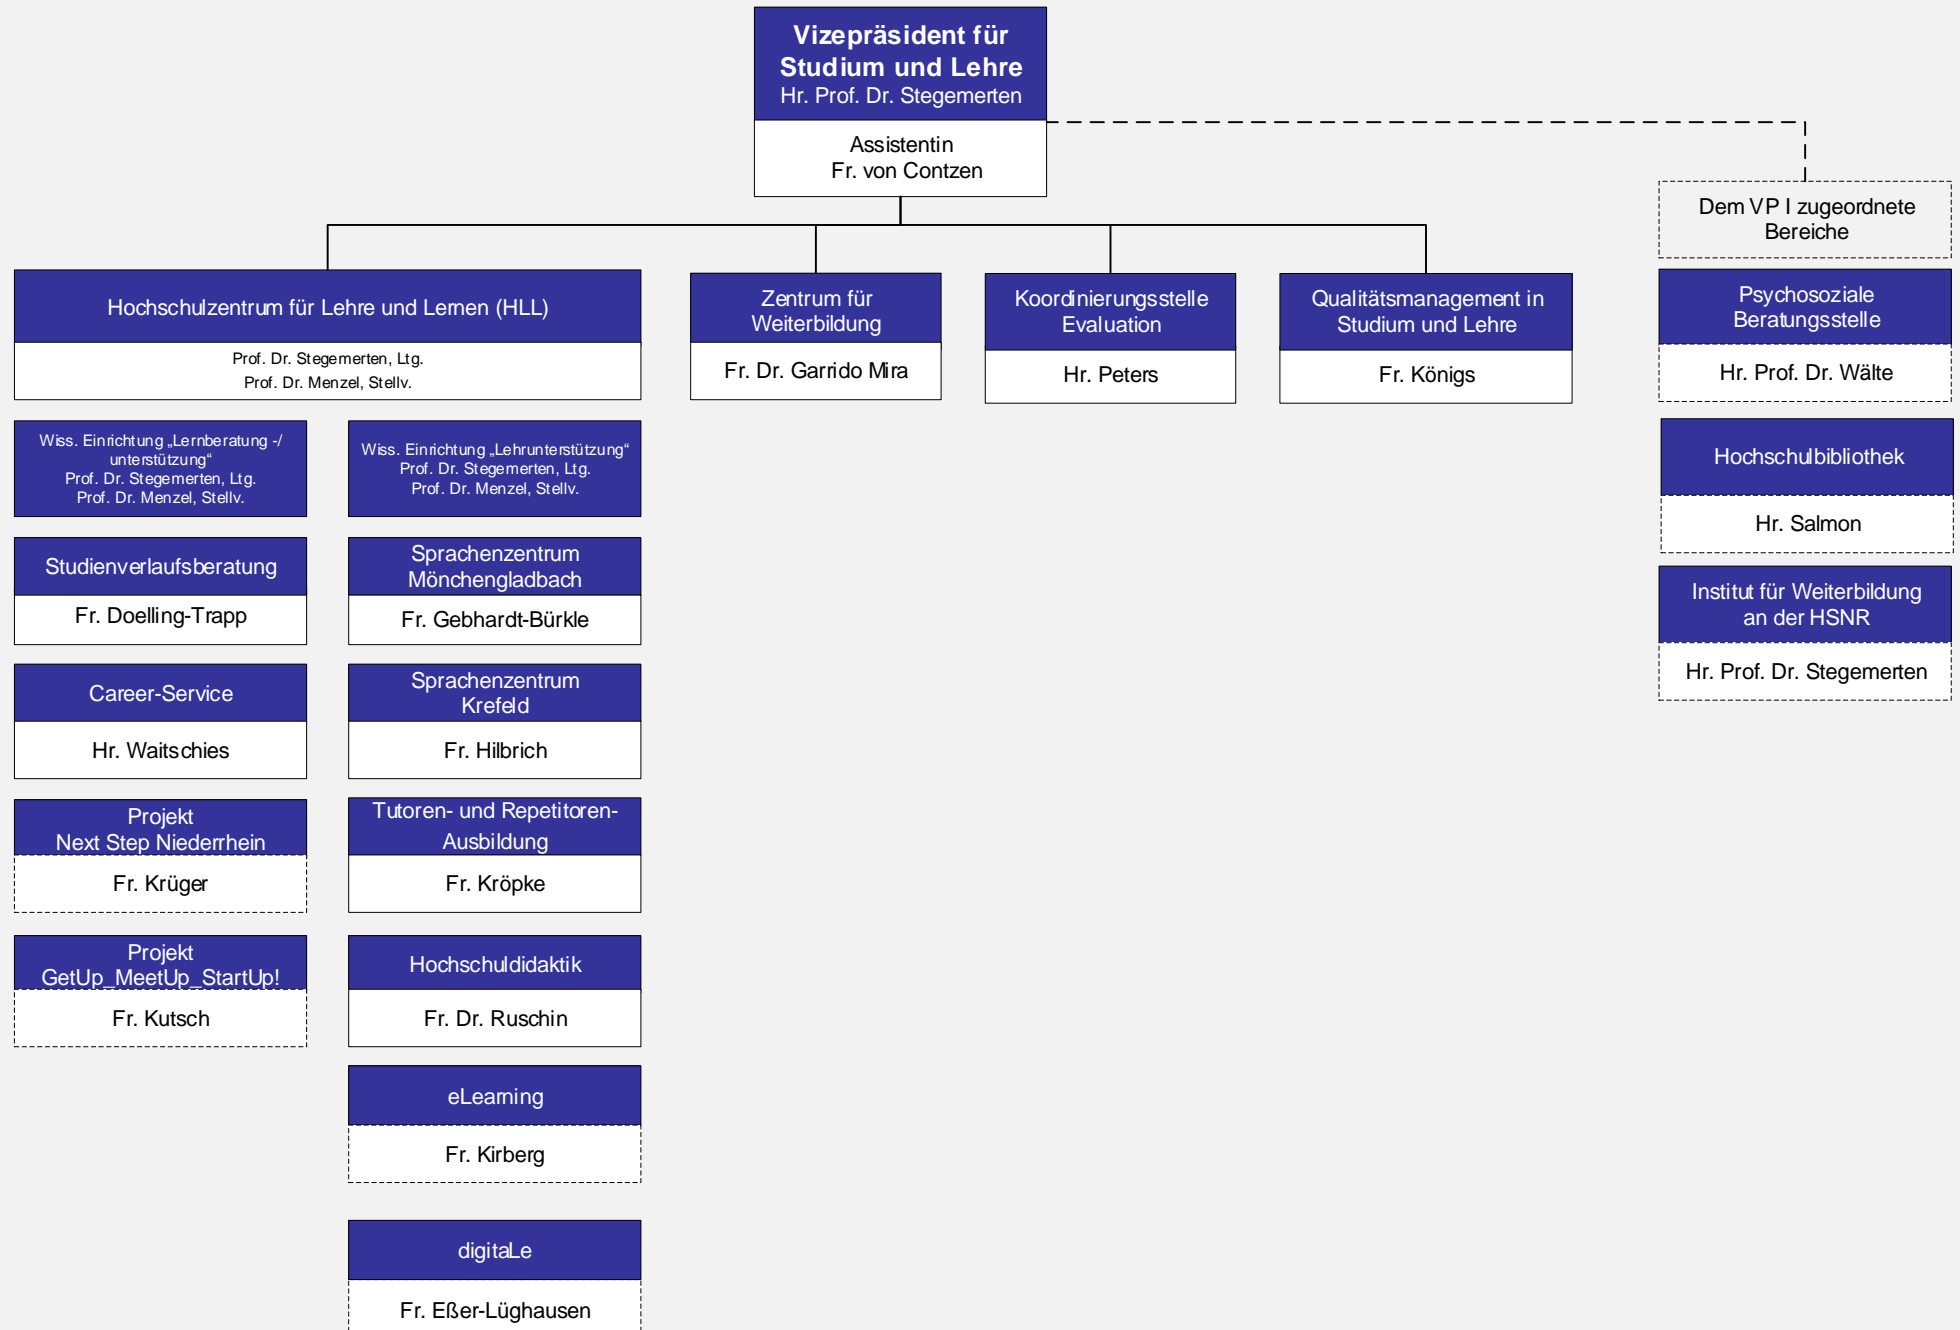 Vizepräsident für
Studium und Lehre
Hr. Prof. Dr. Stegemerten
Assistentin
Fr. von Contzen
Dem VP I zugeordnete
Bereiche
Hochschulzentrum für Lehre und Lernen (HLL)
Prof. Dr. Stegemerten, Ltg.
Prof. Dr. Menzel, Stellv.
Zentrum für
Weiterbildung
Fr. Dr. Garrido Mira
Koordinierungsstelle
Evaluation
Hr. Peters
Qualitätsmanagement in
Studium und Lehre
Fr. Königs
Psychosoziale
Beratungsstelle
Hr. Prof. Dr. Wälte
Wiss. Einrichtung „Lernberatung -/
unterstützung“
Prof. Dr. Stegemerten, Ltg.
Prof. Dr. Menzel, Stellv.
Wiss. Einrichtung „Lehrunterstützung“
Prof. Dr. Stegemerten, Ltg.
Prof. Dr. Menzel, Stellv.
Hochschulbibliothek
Hr. Salmon
Studienverlaufsberatung
Fr. Doelling-Trapp
Sprachenzentrum
Mönchengladbach
Fr. Gebhardt-Bürkle
Institut für Weiterbildung
an der HSNR
Hr. Prof. Dr. Stegemerten
Career-Service
Hr. Waitschies
Sprachenzentrum
Krefeld
Fr. Hilbrich
Projekt
Next Step Niederrhein
Fr. Krüger
Tutoren- und Repetitoren-
Ausbildung
Fr. Kröpke
Projekt
GetUp_MeetUp_StartUp!
Fr. Kutsch
Hochschuldidaktik
Fr. Dr. Ruschin
eLearning
Fr. Kirberg
digitaLe
Fr. Eßer-Lüghausen